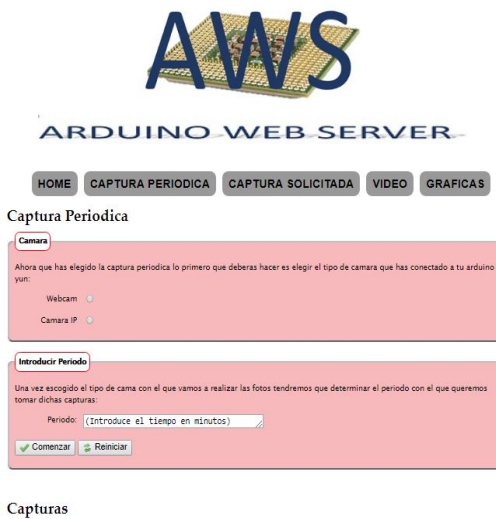 AWS
ARDUINO WEB SERVER
HOME CAPTURA PERIODICA CAPTURA SOLICITADA VIDEO GRAFICAS
Captura Periodica
Camara
Ahora que has elegido la captura periodica lo primero que deberas hacer es elegir el tipo de camara que has conectado a tu arduino
yun:
Webcam
Camara IP
Introducir Periodo
Una vez escogido el tipo de cama con el que vamos a realizar las fotos tendremos que determinar el periodo con el que queremos
tomar dichas capturas:
Periodo: (Introduce el tiempo en minutos)
Comenzar Reiniciar
Capturas